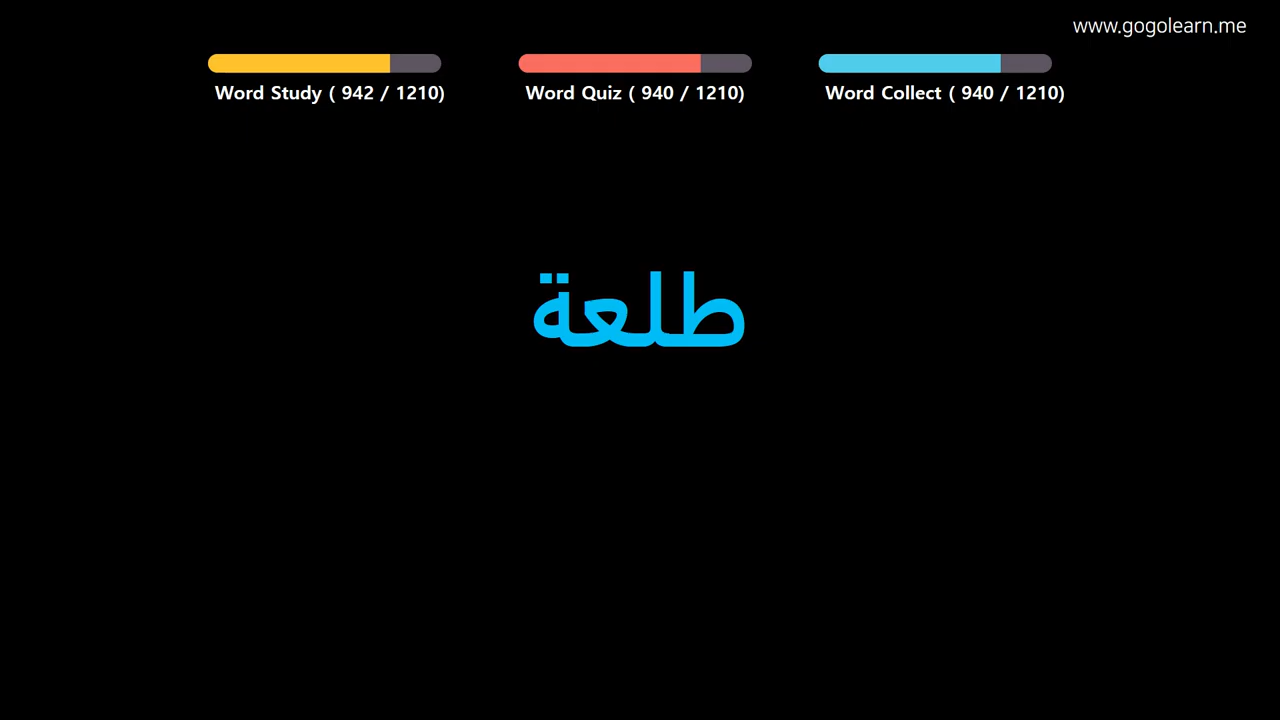 www.gogolearn.me
Word Study ( 942 / 1210)
Word Quiz ( 940 / 1210)
Word Collect ( 940 / 1210)
طلعة